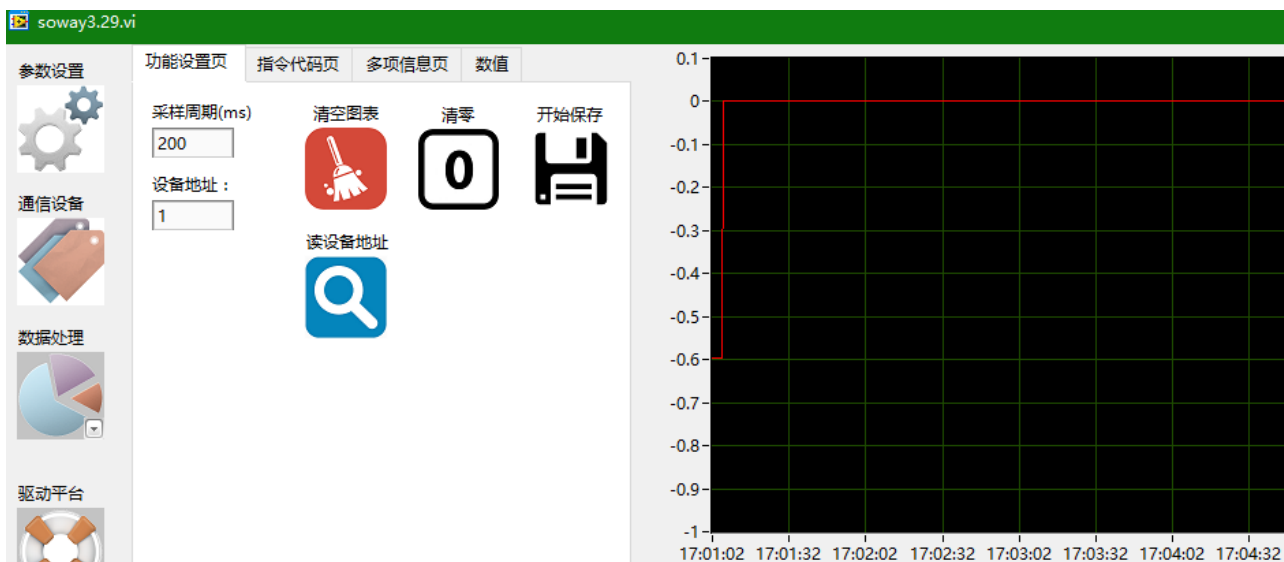 soway3.29.vi
参数设置
通信设备
数据处理
驱动平台
功能设置页 指令代码页 多项信息页 数值
采样周期(ms)
200
设备地址：
1
清空图表 清零 开始保存
0
读设备地址
0.1
0
-0.1
-0.2
-0.3
-0.4
-0.5
-0.6
-0.7
-0.8
-0.9
-1
17:01:02 17:01:32 17:02:02 17:02:32 17:03:02 17:03:32 17:04:02 17:04:32